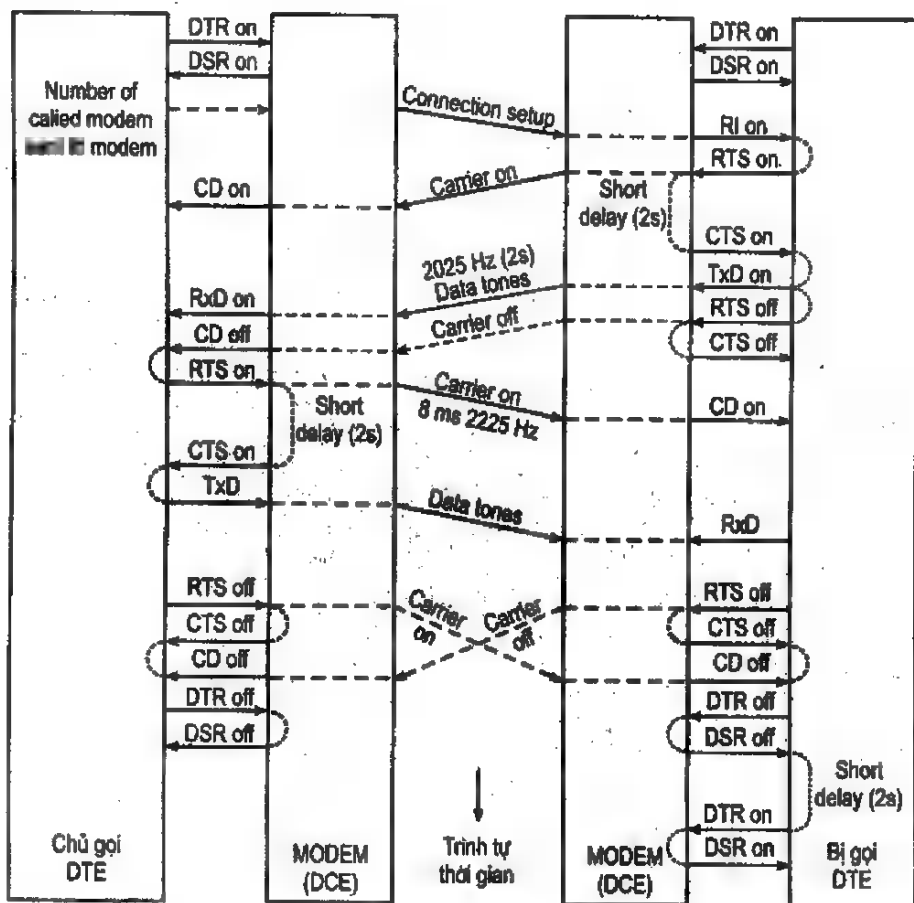 DTR on
DSR on
Number of
called modem
modem
Connection setup
DTR on
DSR on
RI on
RTS on
CD on
Carrier on
Short
delay (2s)
CTS on
TxD on
2025 Hz (2s)
Data tones
RxD on
CD off
Carrier off
RTS off
CTS off
RTS on
Short
delay (2s)
Carrier on
8 ms 2225 Hz
CD on
CTS on
TxD
Data tones
RxD
RTS off
CTS off
CD off
Carrier
on
Carrier
off
RTS off
CTS off
CD off
DTR off
DSR off
DTR off
DSR off
Short
delay (2s)
DTR on
DSR on
Chủ gọi
DTE
MODEM
(DCE)
Trình tự
thời gian
MODEM
(DCE)
Bị gọi
DTE